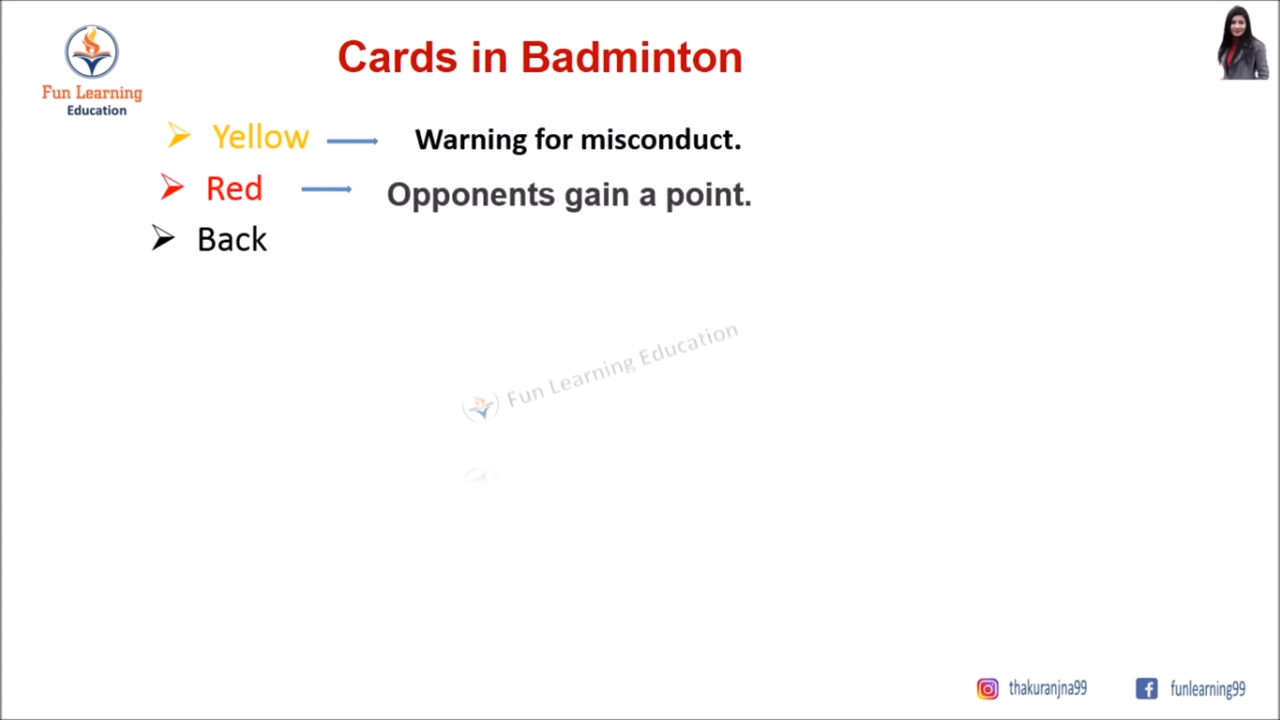 Cards in Badminton
Fun Learning
Education
Yellow Warning for misconduct.
Red Opponents gain a point.
Back
Fun Learning Education
thakuranjna99 funlearning99